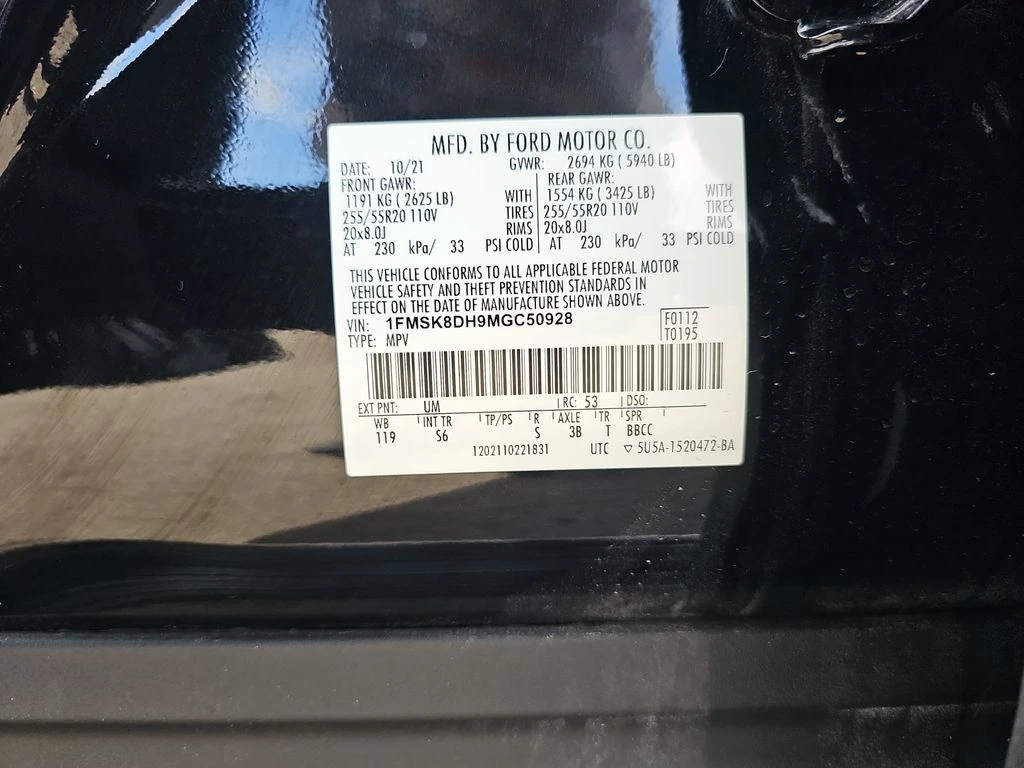 MFD. BY FORD MOTOR CO.
DATE: 10/21 GVWR: 2694 KG ( 5940 LB)
FRONT GAWR: REAR GAWR:
1191 KG ( 2625 LB) WITH 1554 KG ( 3425 LB) WITH
255/55R20 110V TIRES 255/55R20 110V TIRES
20x8.0J RIMS 20x8.0J RIMS
AT 230 kPa/ 33 PSI COLD AT 230 kPa/ 33 PSI COLD
THIS VEHICLE CONFORMS TO ALL APPLICABLE FEDERAL MOTOR
VEHICLE SAFETY AND THEFT PREVENTION STANDARDS IN
EFFECT ON THE DATE OF MANUFACTURE SHOWN ABOVE.
VIN: 1FMSK8DH9MGC50928 F0112
TYPE: MPV T0195
EXT PNT: UM RC: 53 DSO:
WB INT TR TP/PS R AXLE TR SPR
119 S6 S 3B T BBCC
1202110221831 UTC ▽ 5U5A-1520472-BA